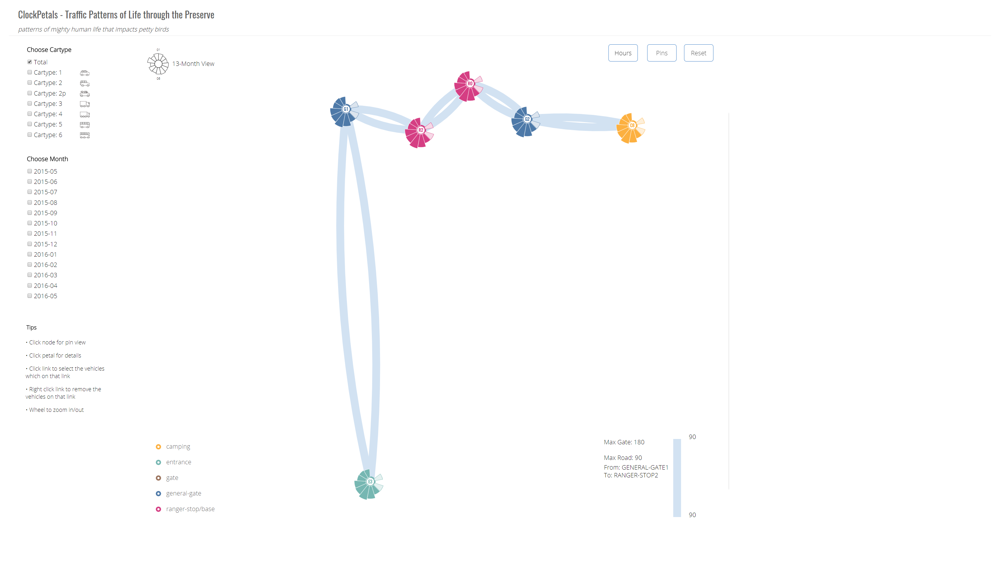 ClockPetals - Traffic Patterns of Life through the Preserve
patterns of mighty human life that impacts petty birds
Choose Cartype
Total
Cartype: 1
Cartype: 2
Cartype: 2p
Cartype: 3
Cartype: 4
Cartype: 5
Cartype: 6
Choose Month
2015-05
2015-06
2015-07
2015-08
2015-09
2015-10
2015-11
2015-12
2016-01
2016-02
2016-03
2016-04
2016-05
Tips
• Click node for pin view
• Click petal for details
• Click link to select the vehicles
which on that link
• Right click link to remove the
vehicles on that link
• Wheel to zoom in/out
01
13-Month View
06
Hours
Pins
Reset
R0
G1
G2
C8
R2
E3
camping
entrance
gate
general-gate
ranger-stop/base
Max Gate: 180
Max Road: 90
From: GENERAL-GATE1
To: RANGER-STOP2
90
90